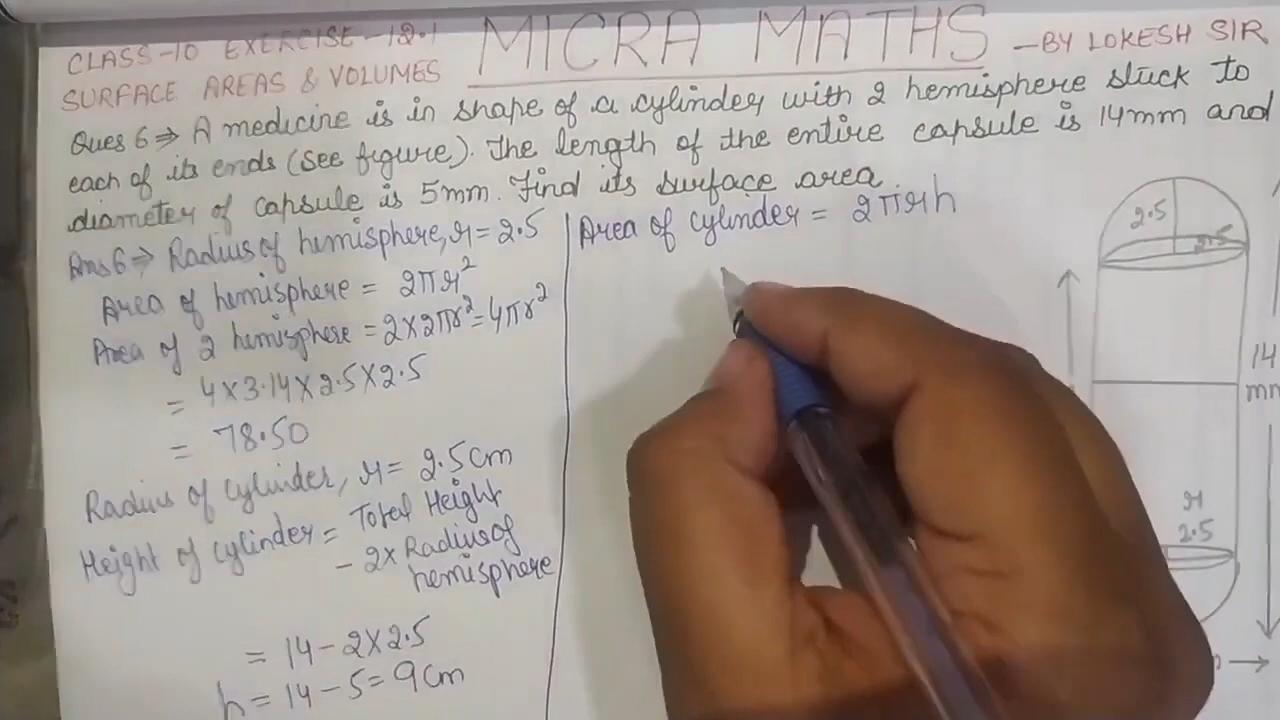 CLASS-10 EXERCISE-12.1
SURFACE AREAS & VOLUMES
MICRA MATHS
-BY LOKESH SIR
Ques 6⇒ A medicine is in shape of a cylinder with 2 hemisphere stuck to
each of its ends (see figure). The length of the entire capsule is 14mm and
diameter of capsule is 5mm. Find its surface area.
Ans 6⇒ Radius of hemisphere, r = 2.5
Area of hemisphere = 2πr²
Area of 2 hemisphere = 2×2πr² = 4πr²
= 4×3.14×2.5×2.5
= 78.50
Radius of cylinder, r = 2.5cm
Height of cylinder = Total Height
- 2× Radius of
hemisphere
= 14-2×2.5
h = 14-5 = 9cm
Area of cylinder = 2πrh
2.5
2.5
14
mm
r
2.5